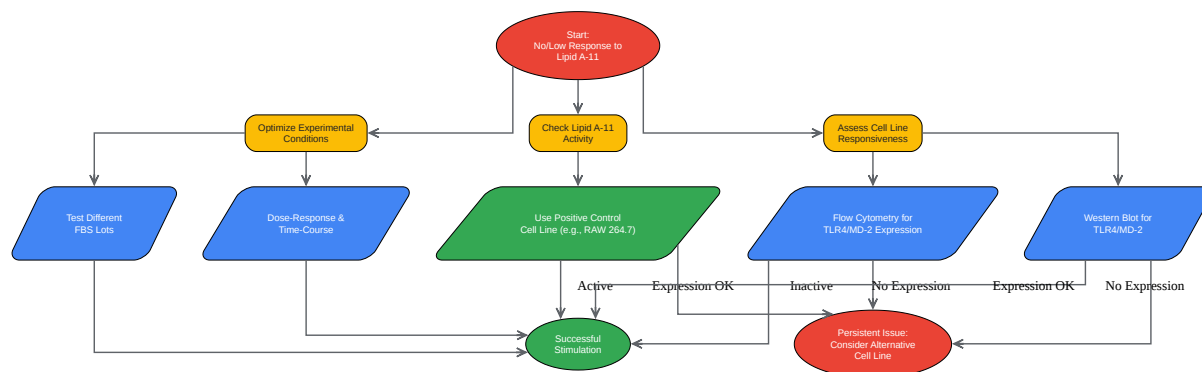 Start:
No/Low Response to
Lipid A-11
Optimize Experimental
Conditions
Check Lipid A-11
Activity
Assess Cell Line
Responsiveness
Test Different
FBS Lots
Dose-Response &
Time-Course
Use Positive Control
Cell Line (e.g., RAW 264.7)
Flow Cytometry for
TLR4/MD-2 Expression
Western Blot for
TLR4/MD-2
Active
Expression OK
Inactive
No Expression
Expression OK
No Expression
Successful
Stimulation
Persistent Issue:
Consider Alternative
Cell Line